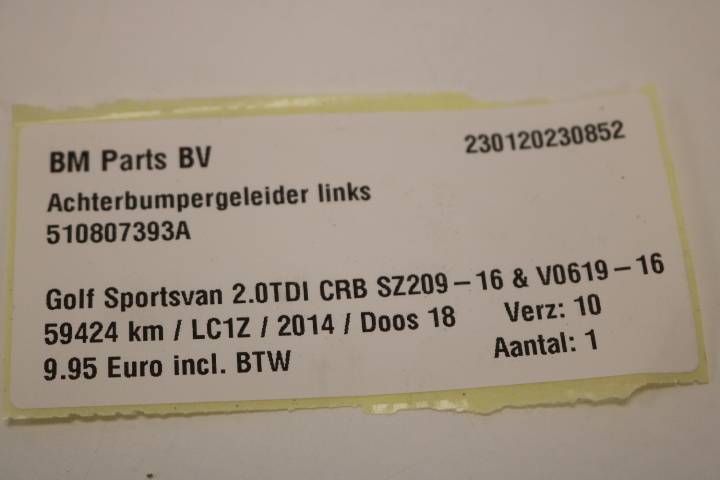 BM Parts BV 230120230852
Achterbumpergeleider links
510807393A
Golf Sportsvan 2.0TDI CRB SZ209-16 & V0619-16
59424 km / LC1Z / 2014 / Doos 18 Verz: 10
9.95 Euro incl. BTW Aantal: 1